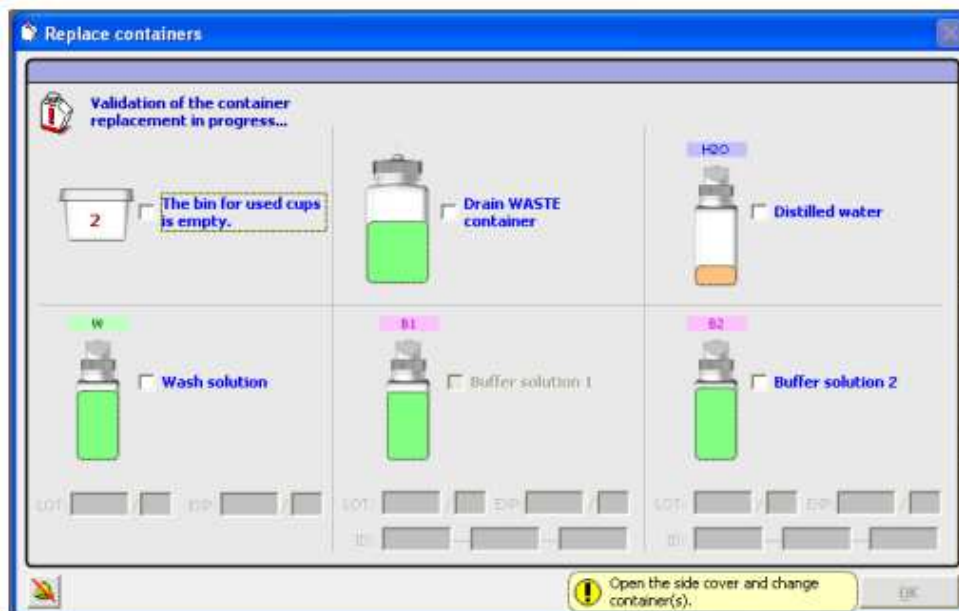 Replace containers
Validation of the container
replacement in progress...
H2O
2
The bin for used cups
is empty.
Drain WASTE
container
Distilled water
W
B1
B2
Wash solution
Buffer solution 1
Buffer solution 2
LOT: / EXP: /
LOT: / EXP: /
LOT: / EXP: /
ID: — —
ID: — —
Open the side cover and change
container(s).
OK